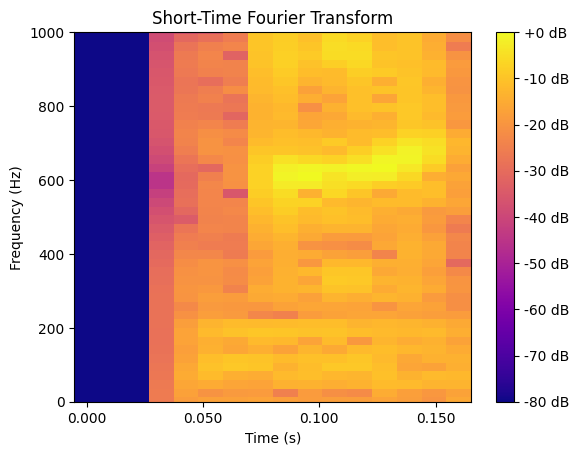 Short-Time Fourier Transform
1000
800
600
400
200
0
Frequency (Hz)
0.000
0.050
0.100
0.150
Time (s)
+0 dB
-10 dB
-20 dB
-30 dB
-40 dB
-50 dB
-60 dB
-70 dB
-80 dB